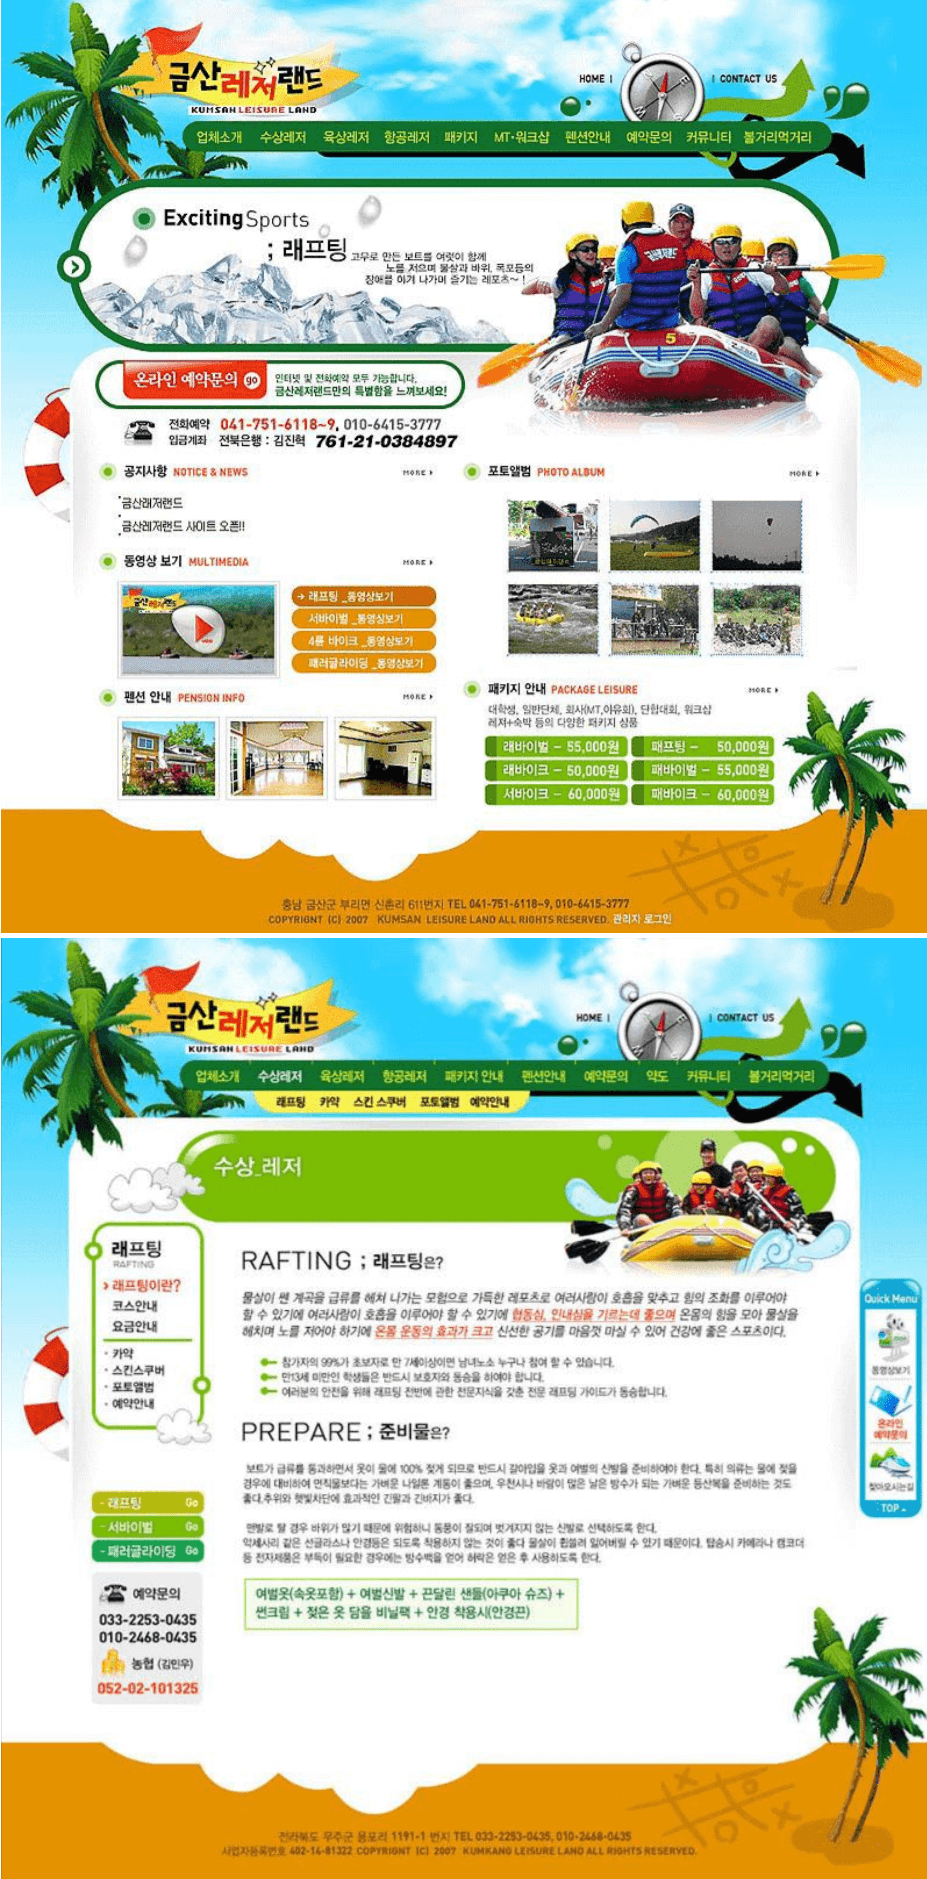 금산레저랜드
KUMSAN LEISURE LAND
HOME | | CONTACT US
업체소개 수상레저 육상레저 항공레저 패키지 MT·워크샵 펜션안내 예약문의 커뮤니티 볼거리먹거리
Exciting Sports
; 래프팅 고무로 만든 보트를 여럿이 함께
노를 저으며 물살과 바위, 폭포등의
장애를 이겨 나가며 즐기는 레포츠~ !
금산레저랜드
5
온라인 예약문의 go
인터넷 및 전화예약 모두 가능합니다.
금산레저랜드만의 특별함을 느껴보세요!
전화예약 041-751-6118~9, 010-6415-3777
입금계좌 전북은행 : 김진혁 761-21-0384897
공지사항 NOTICE & NEWS MORE
금산래저랜드
금산레저랜드 사이트 오픈!!
동영상 보기 MULTIMEDIA MORE
금산레저랜드
래프팅 _동영상보기
서바이벌 _동영상보기
4륜 바이크 _동영상보기
패러글라이딩 _동영상보기
펜션 안내 PENSION INFO MORE
포토앨범 PHOTO ALBUM MORE
패키지 안내 PACKAGE LEISURE MORE
대학생, 일반단체, 회사(MT,야유회), 단합대회, 워크샵
레저+숙박 등의 다양한 패키지 상품
래바이벌 - 55,000원 패프팅 - 50,000원
래바이크 - 50,000원 패바이벌 - 55,000원
서바이크 - 60,000원 패바이크 - 60,000원
충남 금산군 부리면 신촌리 611번지 TEL 041-751-6118~9, 010-6415-3777
COPYRIGNT (C) 2007 KUMSAN LEISURE LAND ALL RIGHTS RESERVED. 관리자 로그인
금산레저랜드
KUMSAN LEISURE LAND
HOME | | CONTACT US
업체소개 수상레저 육상레저 항공레저 패키지 안내 펜션안내 예약문의 약도 커뮤니티 볼거리먹거리
래프팅 카약 스킨 스쿠버 포토앨범 예약안내
수상_레저
래프팅
RAFTING
래프팅이란?
코스안내
요금안내
· 카약
· 스킨스쿠버
· 포토앨범
· 예약안내
- 래프팅 Go
- 서바이벌 Go
- 패러글라이딩 Go
예약문의
033-2253-0435
010-2468-0435
농협 (김민우)
052-02-101325
RAFTING ; 래프팅은?
물살이 쎈 계곡을 급류를 헤쳐 나가는 모험으로 가득한 레포츠로 여러사람이 호흡을 맞추고 힘의 조화를 이루어야
할 수 있기에 여러사람이 호흡을 이루어야 할 수 있기에 협동심, 인내심을 기르는데 좋으며 온몸의 힘을 모아 물살을
헤치며 노를 저어야 하기에 온몸 운동의 효과가 크고 신선한 공기를 마음껏 마실 수 있어 건강에 좋은 스포츠이다.
참가자의 99%가 초보자로 만 7세이상이면 남녀노소 누구나 참여 할 수 있습니다.
만13세 미만인 학생들은 반드시 보호자와 동승을 하여야 합니다.
여러분의 안전을 위해 래프팅 전반에 관한 전문지식을 갖춘 전문 래프팅 가이드가 동승합니다.
PREPARE ; 준비물은?
보트가 급류를 통과하면서 옷이 물에 100% 젖게 되므로 반드시 갈아입을 옷과 여벌의 신발을 준비하여야 한다. 특히 의류는 물에 젖을
경우에 대비하여 면직물보다는 가벼운 나일론 계통이 좋으며, 우천시나 바람이 많은 날은 방수가 되는 가벼운 등산복을 준비하는 것도
좋다.추위와 햇빛차단에 효과적인 긴팔과 긴바지가 좋다.
맨발로 탈 경우 바위가 많기 때문에 위험하니 통풍이 잘되며 벗겨지지 않는 신발로 선택하도록 한다.
악세사리 같은 선글라스나 안경등은 되도록 착용하지 않는 것이 좋다 물살이 휩쓸려 잃어버릴 수 있기 때문이다. 탑승시 카메라나 캠코더
등 전자제품은 부득이 필요한 경우에는 방수백을 얻어 허락은 얻은 후 사용하도록 한다.
여벌옷(속옷포함) + 여벌신발 + 끈달린 샌들(아쿠아 슈즈) +
썬크림 + 젖은 옷 담을 비닐팩 + 안경 착용시(안경끈)
Quick Menu
동영상보기
온라인
예약문의
찾아오시는길
· TOP
전라북도 무주군 용포리 1191-1 번지 TEL 033-2253-0435, 010-2468-0435
사업자등록번호 402-14-81322 COPYRIGNT (C) 2007 KUMKANG LEISURE LAND ALL RIGHTS RESERVED.